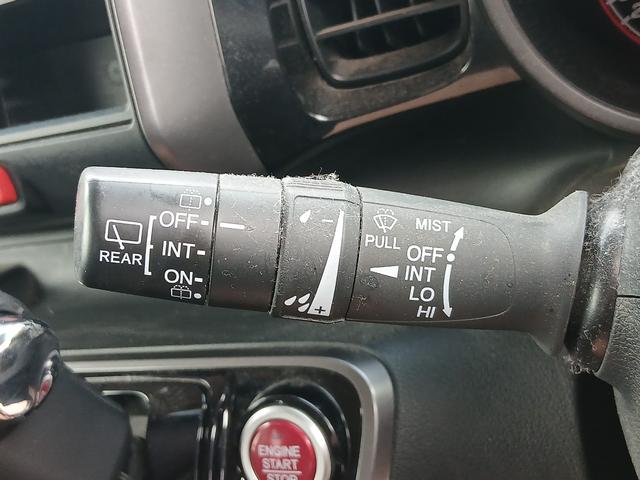 OFF
INT
ON
REAR
-
+
PULL
MIST
OFF
INT
LO
HI
ENGINE
START
STOP